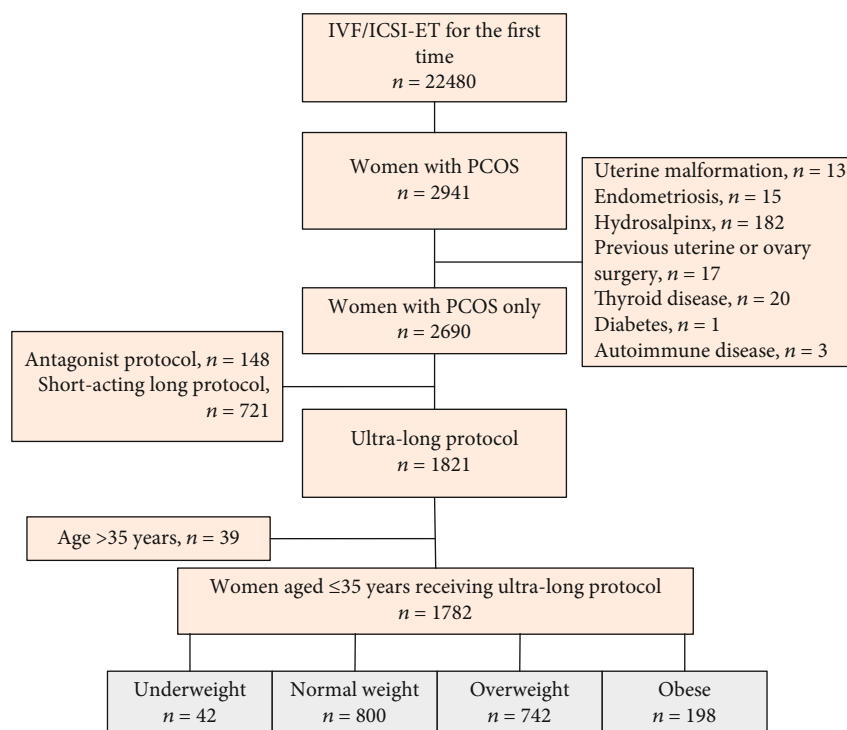 IVF/ICSI-ET for the first
time
n = 22480
Women with PCOS
n = 2941
Uterine malformation, n = 13
Endometriosis, n = 15
Hydrosalpinx, n = 182
Previous uterine or ovary
surgery, n = 17
Thyroid disease, n = 20
Diabetes, n = 1
Autoimmune disease, n = 3
Women with PCOS only
n = 2690
Antagonist protocol, n = 148
Short-acting long protocol,
n = 721
Ultra-long protocol
n = 1821
Age >35 years, n = 39
Women aged ≤35 years receiving ultra-long protocol
n = 1782
Underweight
n = 42
Normal weight
n = 800
Overweight
n = 742
Obese
n = 198